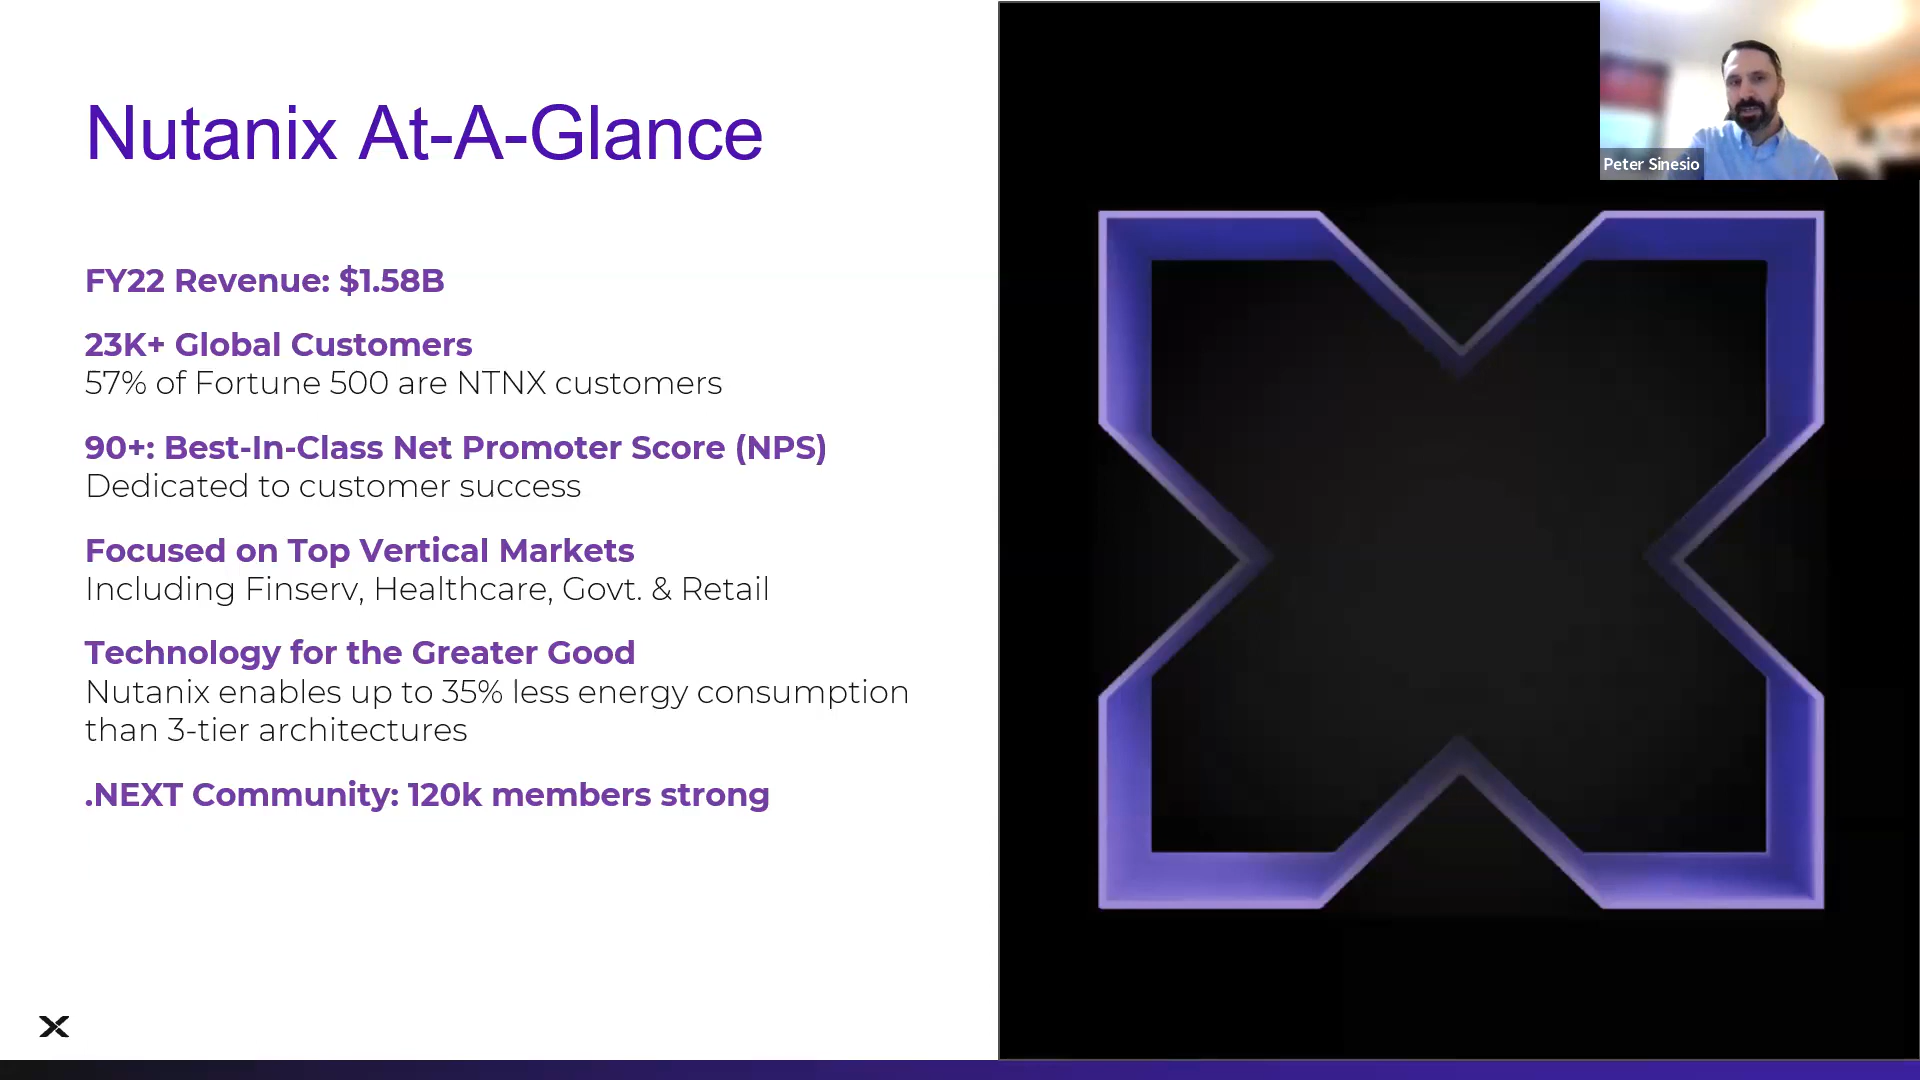 Nutanix At-A-Glance
FY22 Revenue: $1.58B
23K+ Global Customers
57% of Fortune 500 are NTNX customers
90+: Best-In-Class Net Promoter Score (NPS)
Dedicated to customer success
Focused on Top Vertical Markets
Including Finserv, Healthcare, Govt. & Retail
Technology for the Greater Good
Nutanix enables up to 35% less energy consumption
than 3-tier architectures
.NEXT Community: 120k members strong
Peter Sinesio